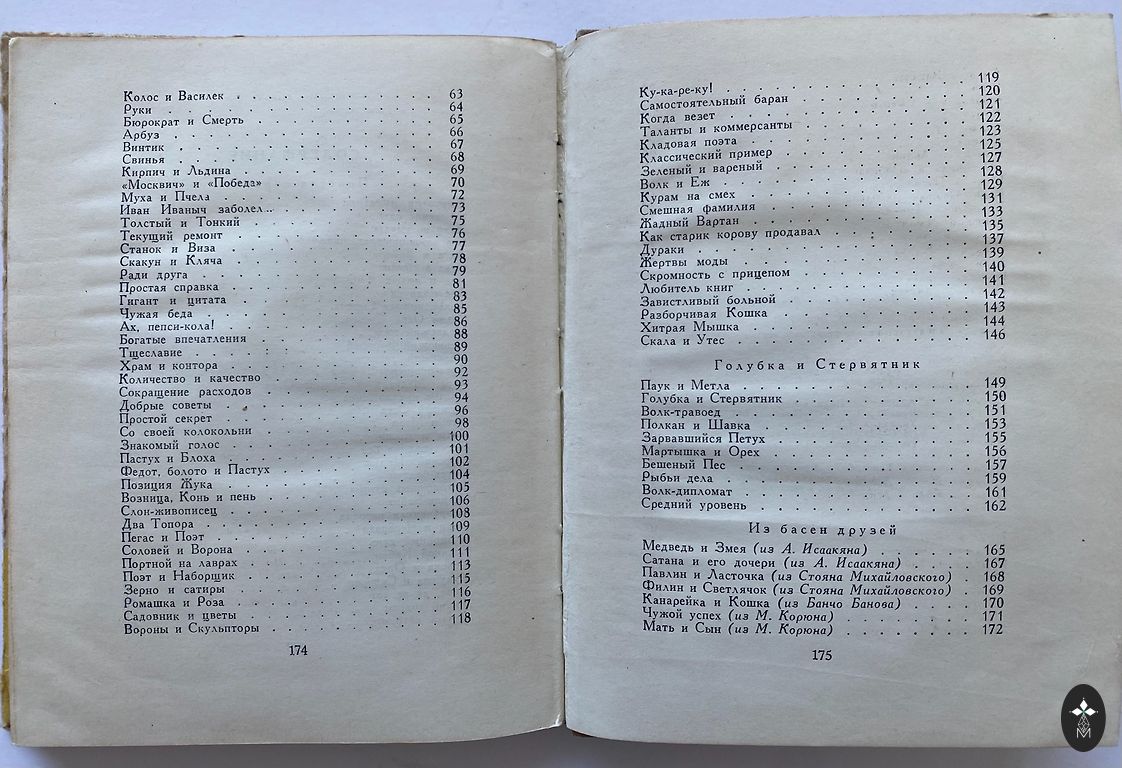 Колос и Василек . . . . . . . . . . 63
Руки . . . . . . . . . . 64
Бюрократ и Смерть . . . . . . . . . . 65
Арбуз . . . . . . . . . . 66
Винтик . . . . . . . . . . 67
Свинья . . . . . . . . . . 68
Кирпич и Льдина . . . . . . . . . . 69
«Москвич» и «Победа» . . . . . . . . . . 70
Муха и Пчела . . . . . . . . . . 72
Иван Иваныч заболел... . . . . . . . . . . 73
Толстый и Тонкий . . . . . . . . . . 75
Текущий ремонт . . . . . . . . . . 76
Станок и Виза . . . . . . . . . . 77
Скакун и Кляча . . . . . . . . . . 78
Ради друга . . . . . . . . . . 79
Простая справка . . . . . . . . . . 81
Гигант и цитата . . . . . . . . . . 83
Чужая беда . . . . . . . . . . 85
Ах, пепси-кола! . . . . . . . . . . 86
Богатые впечатления . . . . . . . . . . 88
Тщеславие . . . . . . . . . . 89
Храм и контора . . . . . . . . . . 90
Количество и качество . . . . . . . . . . 92
Сокращение расходов . . . . . . . . . . 93
Добрые советы . . . . . . . . . . 94
Простой секрет . . . . . . . . . . 96
Со своей колокольни . . . . . . . . . . 98
Знакомый голос . . . . . . . . . . 100
Пастух и Блоха . . . . . . . . . . 101
Федот, болото и Пастух . . . . . . . . . . 102
Позиция Жука . . . . . . . . . . 104
Возница, Конь и пень . . . . . . . . . . 105
Слон-живописец . . . . . . . . . . 106
Два Топора . . . . . . . . . . 108
Пегас и Поэт . . . . . . . . . . 109
Соловей и Ворона . . . . . . . . . . 110
Портной на лаврах . . . . . . . . . . 111
Поэт и Наборщик . . . . . . . . . . 113
Зерно и сатиры . . . . . . . . . . 115
Ромашка и Роза . . . . . . . . . . 116
Садовник и цветы . . . . . . . . . . 117
Вороны и Скульпторы . . . . . . . . . . 118
174
Ку-ка-ре-ку! . . . . . . . . . . 119
Самостоятельный баран . . . . . . . . . . 120
Когда везет . . . . . . . . . . 121
Таланты и коммерсанты . . . . . . . . . . 122
Кладовая поэта . . . . . . . . . . 123
Классический пример . . . . . . . . . . 125
Зеленый и вареный . . . . . . . . . . 127
Волк и Еж . . . . . . . . . . 128
Курам на смех . . . . . . . . . . 129
Смешная фамилия . . . . . . . . . . 131
Жадный Вартан . . . . . . . . . . 133
Как старик корову продавал . . . . . . . . . . 135
Дураки . . . . . . . . . . 137
Жертвы моды . . . . . . . . . . 139
Скромность с прицепом . . . . . . . . . . 140
Любитель книг . . . . . . . . . . 141
Завистливый больной . . . . . . . . . . 142
Разборчивая Кошка . . . . . . . . . . 143
Хитрая Мышка . . . . . . . . . . 144
Скала и Утес . . . . . . . . . . 146
Голубка и Стервятник
Паук и Метла . . . . . . . . . . 149
Голубка и Стервятник . . . . . . . . . . 150
Волк-травоед . . . . . . . . . . 151
Полкан и Шавка . . . . . . . . . . 153
Зарвавшийся Петух . . . . . . . . . . 155
Мартышка и Орех . . . . . . . . . . 156
Бешеный Пес . . . . . . . . . . 157
Рыбьи дела . . . . . . . . . . 159
Волк-дипломат . . . . . . . . . . 161
Средний уровень . . . . . . . . . . 162
Из басен друзей
Медведь и Змея (из А. Исаакяна) . . . . . . 165
Сатана и его дочери (из А. Исаакяна) . . . . 167
Павлин и Ласточка (из Стояна Михайловского) . 168
Филин и Светлячок (из Стояна Михайловского) . 169
Канарейка и Кошка (из Банчо Банова) . . . . 170
Чужой успех (из М. Корюна) . . . . . . . . 171
Мать и Сын (из М. Корюна) . . . . . . . . 172
175
М